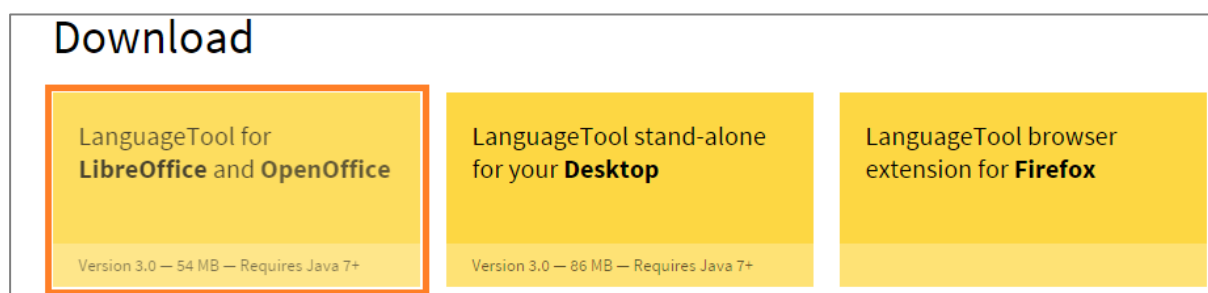 Download
LanguageTool for
LibreOffice and OpenOffice
Version 3.0 — 54 MB — Requires Java 7+
LanguageTool stand-alone
for your Desktop
Version 3.0 — 86 MB — Requires Java 7+
LanguageTool browser
extension for Firefox